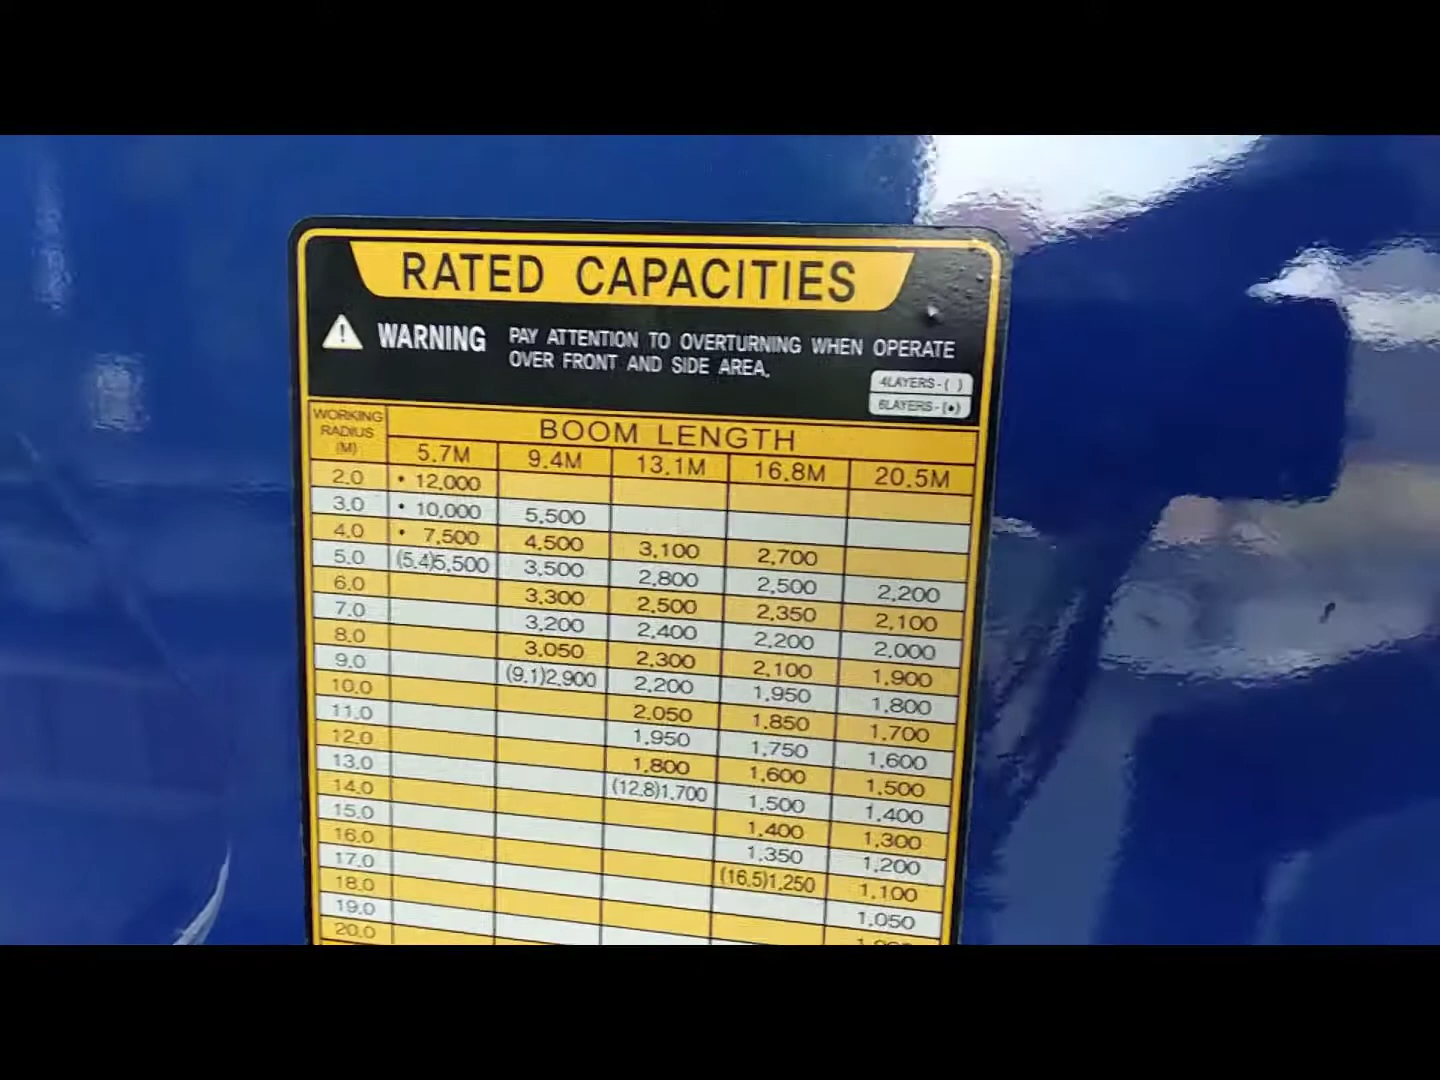 RATED CAPACITIES
WARNING PAY ATTENTION TO OVERTURNING WHEN OPERATE
OVER FRONT AND SIDE AREA.
4LAYERS-( )
6LAYERS-(•)
WORKING
RADIUS
(M)
BOOM LENGTH
5.7M 9.4M 13.1M 16.8M 20.5M
2.0 • 12,000
3.0 • 10,000 5,500
4.0 • 7,500 4,500 3,100 2,700
5.0 (5.4)5,500 3,500 2,800 2,500 2,200
6.0 3,300 2,500 2,350 2,100
7.0 3,200 2,400 2,200 2,000
8.0 3,050 2,300 2,100 1,900
9.0 (9.1)2,900 2,200 1,950 1,800
10.0 2,050 1,850 1,700
11.0 1,950 1,750 1,600
12.0 1,800 1,600 1,500
13.0 (12.8)1,700 1,500 1,400
14.0 1,400 1,300
15.0 1,350 1,200
16.0 (16.5)1,250 1,100
17.0 1,050
18.0
19.0
20.0